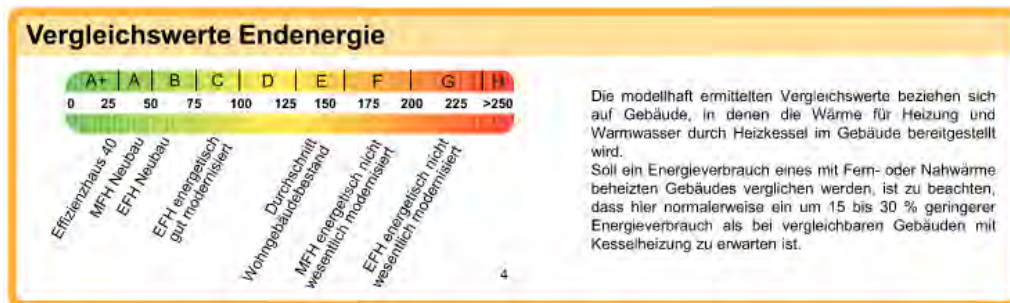 Vergleichswerte Endenergie
A+ A B C D E F G H
0 25 50 75 100 125 150 175 200 225 >250
Effizienzhaus 40
MFH Neubau
EFH Neubau
EFH energetisch
gut modernisiert
Durchschnitt
Wohngebäudebestand
MFH energetisch nicht
wesentlich modernisiert
EFH energetisch nicht
wesentlich modernisiert
4
Die modellhaft ermittelten Vergleichswerte beziehen sich
auf Gebäude, in denen die Wärme für Heizung und
Warmwasser durch Heizkessel im Gebäude bereitgestellt
wird.
Soll ein Energieverbrauch eines mit Fern- oder Nahwärme
beheizten Gebäudes verglichen werden, ist zu beachten,
dass hier normalerweise ein um 15 bis 30 % geringerer
Energieverbrauch als bei vergleichbaren Gebäuden mit
Kesselheizung zu erwarten ist.